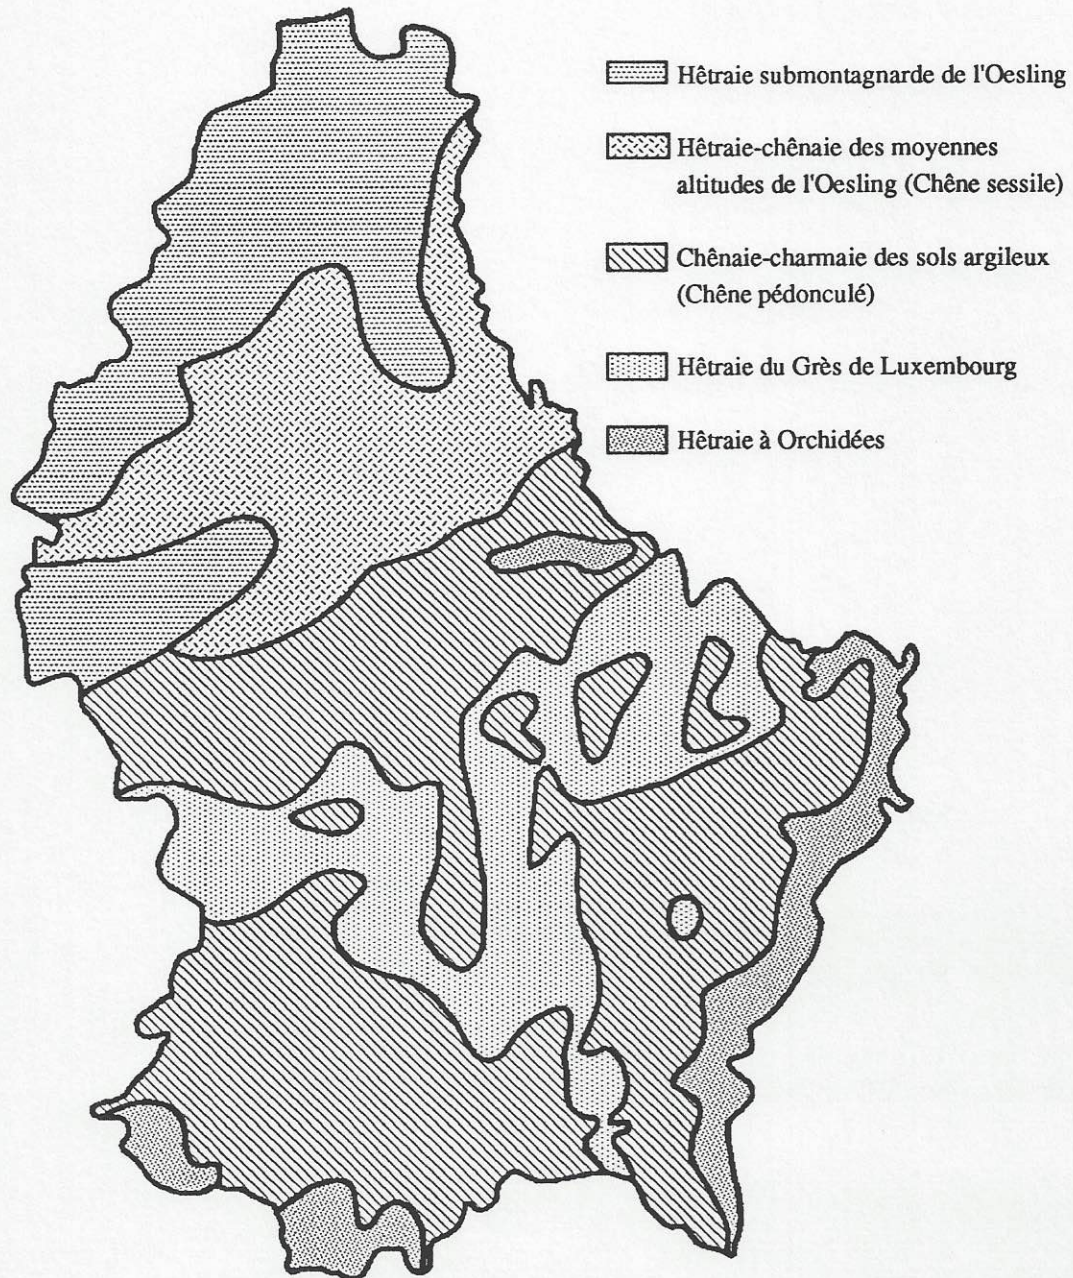 Hêtraie submontagnarde de l'Oesling
Hêtraie-chênaie des moyennes
altitudes de l'Oesling (Chêne sessile)
Chênaie-charmaie des sols argileux
(Chêne pédonculé)
Hêtraie du Grès de Luxembourg
Hêtraie à Orchidées